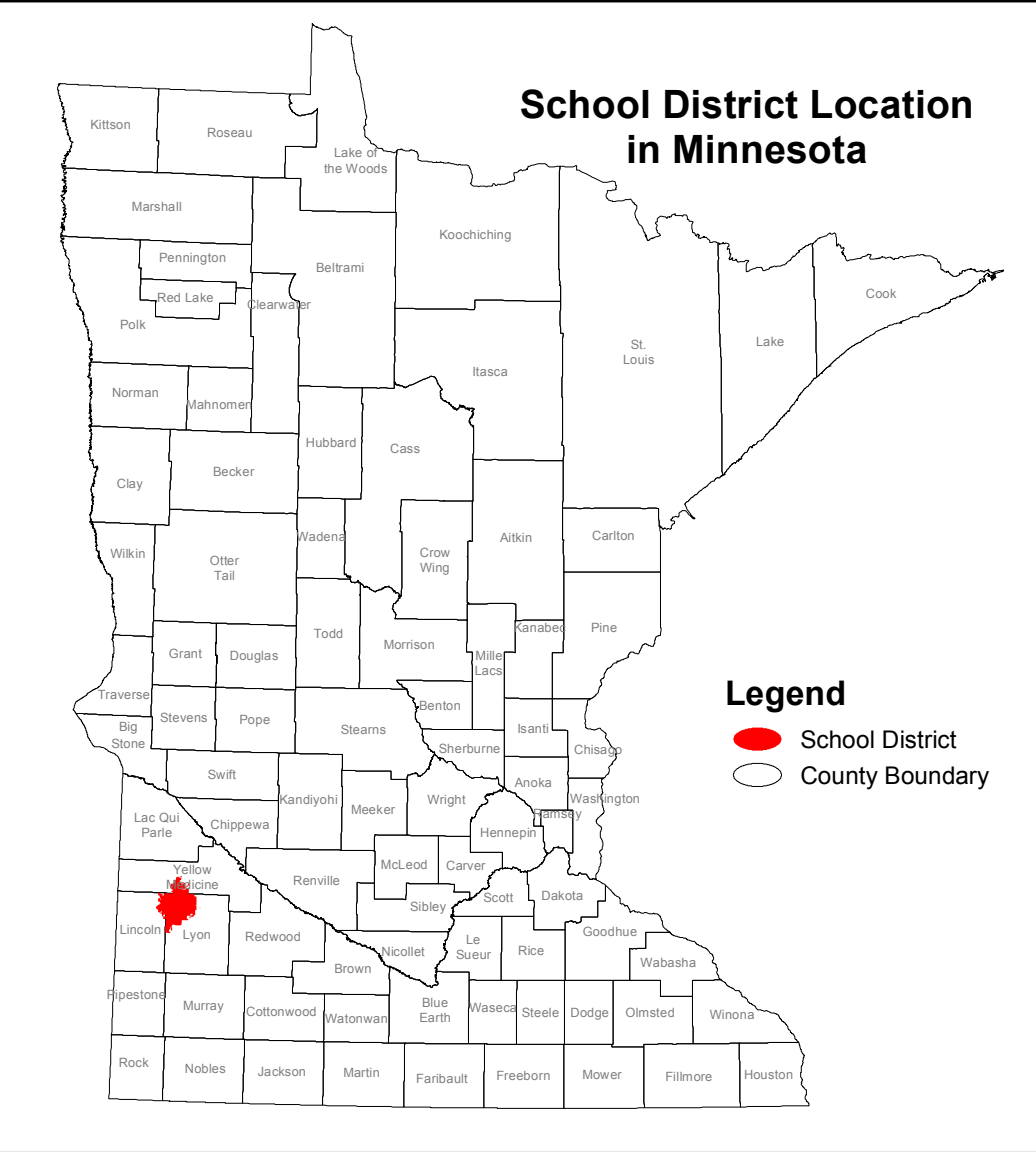 School District Location
in Minnesota
Kittson
Roseau
Lake of
the Woods
Marshall
Koochiching
Pennington
Beltrami
Red Lake
Clearwater
Cook
Polk
St.
Louis
Lake
Itasca
Norman
Mahnomen
Hubbard
Cass
Becker
Clay
Wadena
Aitkin
Carlton
Wilkin
Crow
Wing
Otter
Tail
Todd
Kanabec
Pine
Morrison
Grant
Douglas
Mille
Lacs
Traverse
Benton
Stevens
Pope
Stearns
Isanti
Big
Stone
Sherburne
Chisago
Legend
School District
County Boundary
Swift
Anoka
Kandiyohi
Wright
Washington
Meeker
Ramsey
Lac Qui
Parle
Chippewa
Hennepin
McLeod
Carver
Yellow
Medicine
Renville
Scott
Dakota
Sibley
Lincoln
Lyon
Redwood
Goodhue
Le
Sueur
Rice
Nicollet
Brown
Wabasha
Pipestone
Murray
Cottonwood
Watonwan
Blue
Earth
Waseca
Steele
Dodge
Olmsted
Winona
Rock
Nobles
Jackson
Martin
Faribault
Freeborn
Mower
Fillmore
Houston